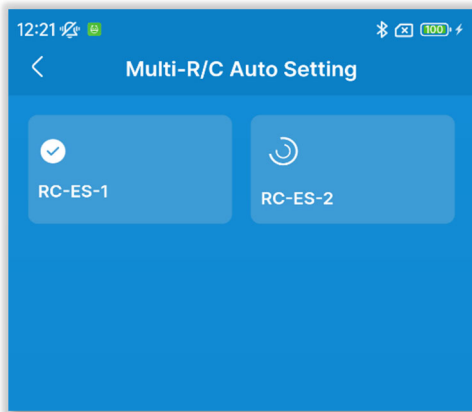 12:21
100
Multi-R/C Auto Setting
RC-ES-1
RC-ES-2